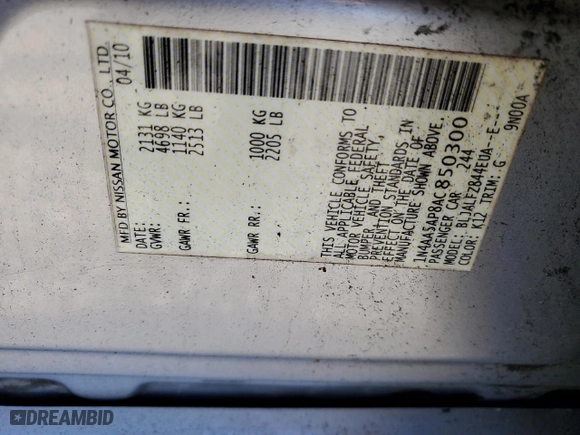 MFD BY NISSAN MOTOR CO., LTD.
DATE: 04/10
GVWR: 2131 KG
4698 LB
GAWR FR.: 1140 KG
2513 LB
GAWR RR.: 1000 KG
2205 LB
THIS VEHICLE CONFORMS TO
ALL APPLICABLE FEDERAL
MOTOR VEHICLE SAFETY,
BUMPER, AND THEFT
PREVENTION STANDARDS IN
EFFECT ON THE DATE OF
MANUFACTURE SHOWN ABOVE.
1N4AA5AP0AC850300
PASSENGER CAR 244
MODEL: BLJALFZ844EUA-E---
COLOR: K12 TRIM: G 9N00A
DREAMBID